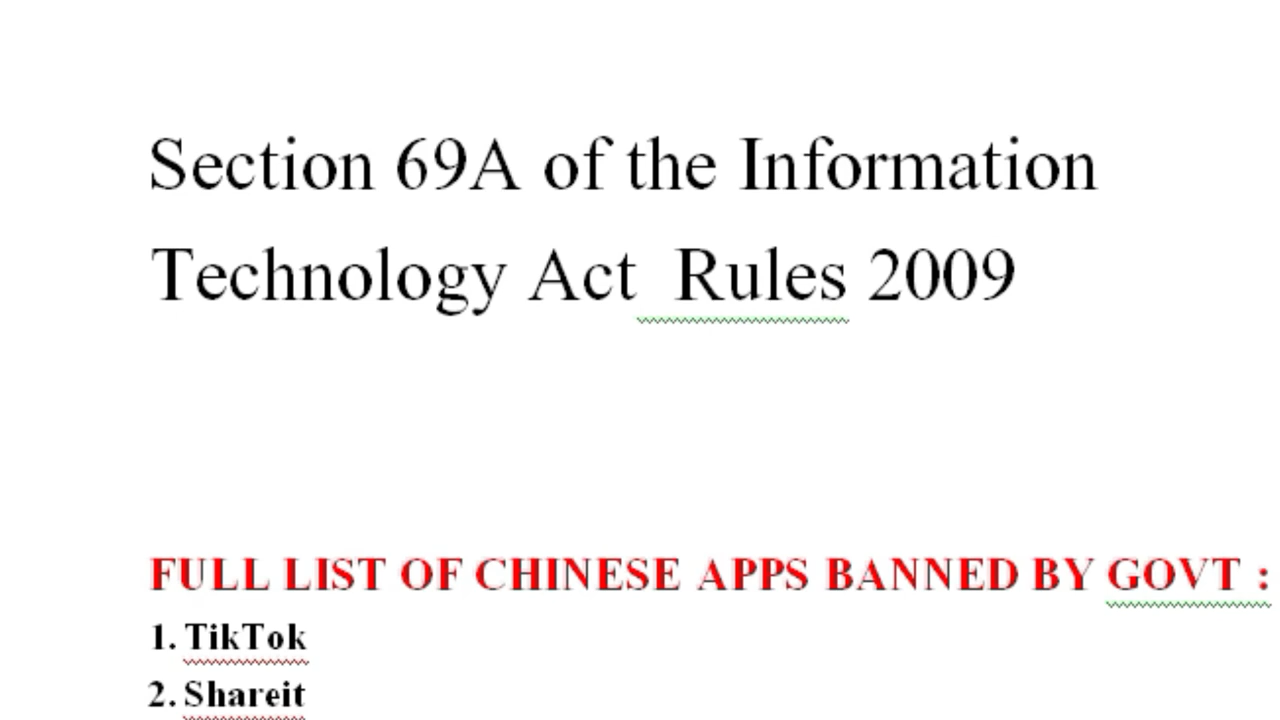 Section 69A of the Information
Technology Act  Rules 2009
FULL LIST OF CHINESE APPS BANNED BY GOVT :
1. TikTok
2. Shareit